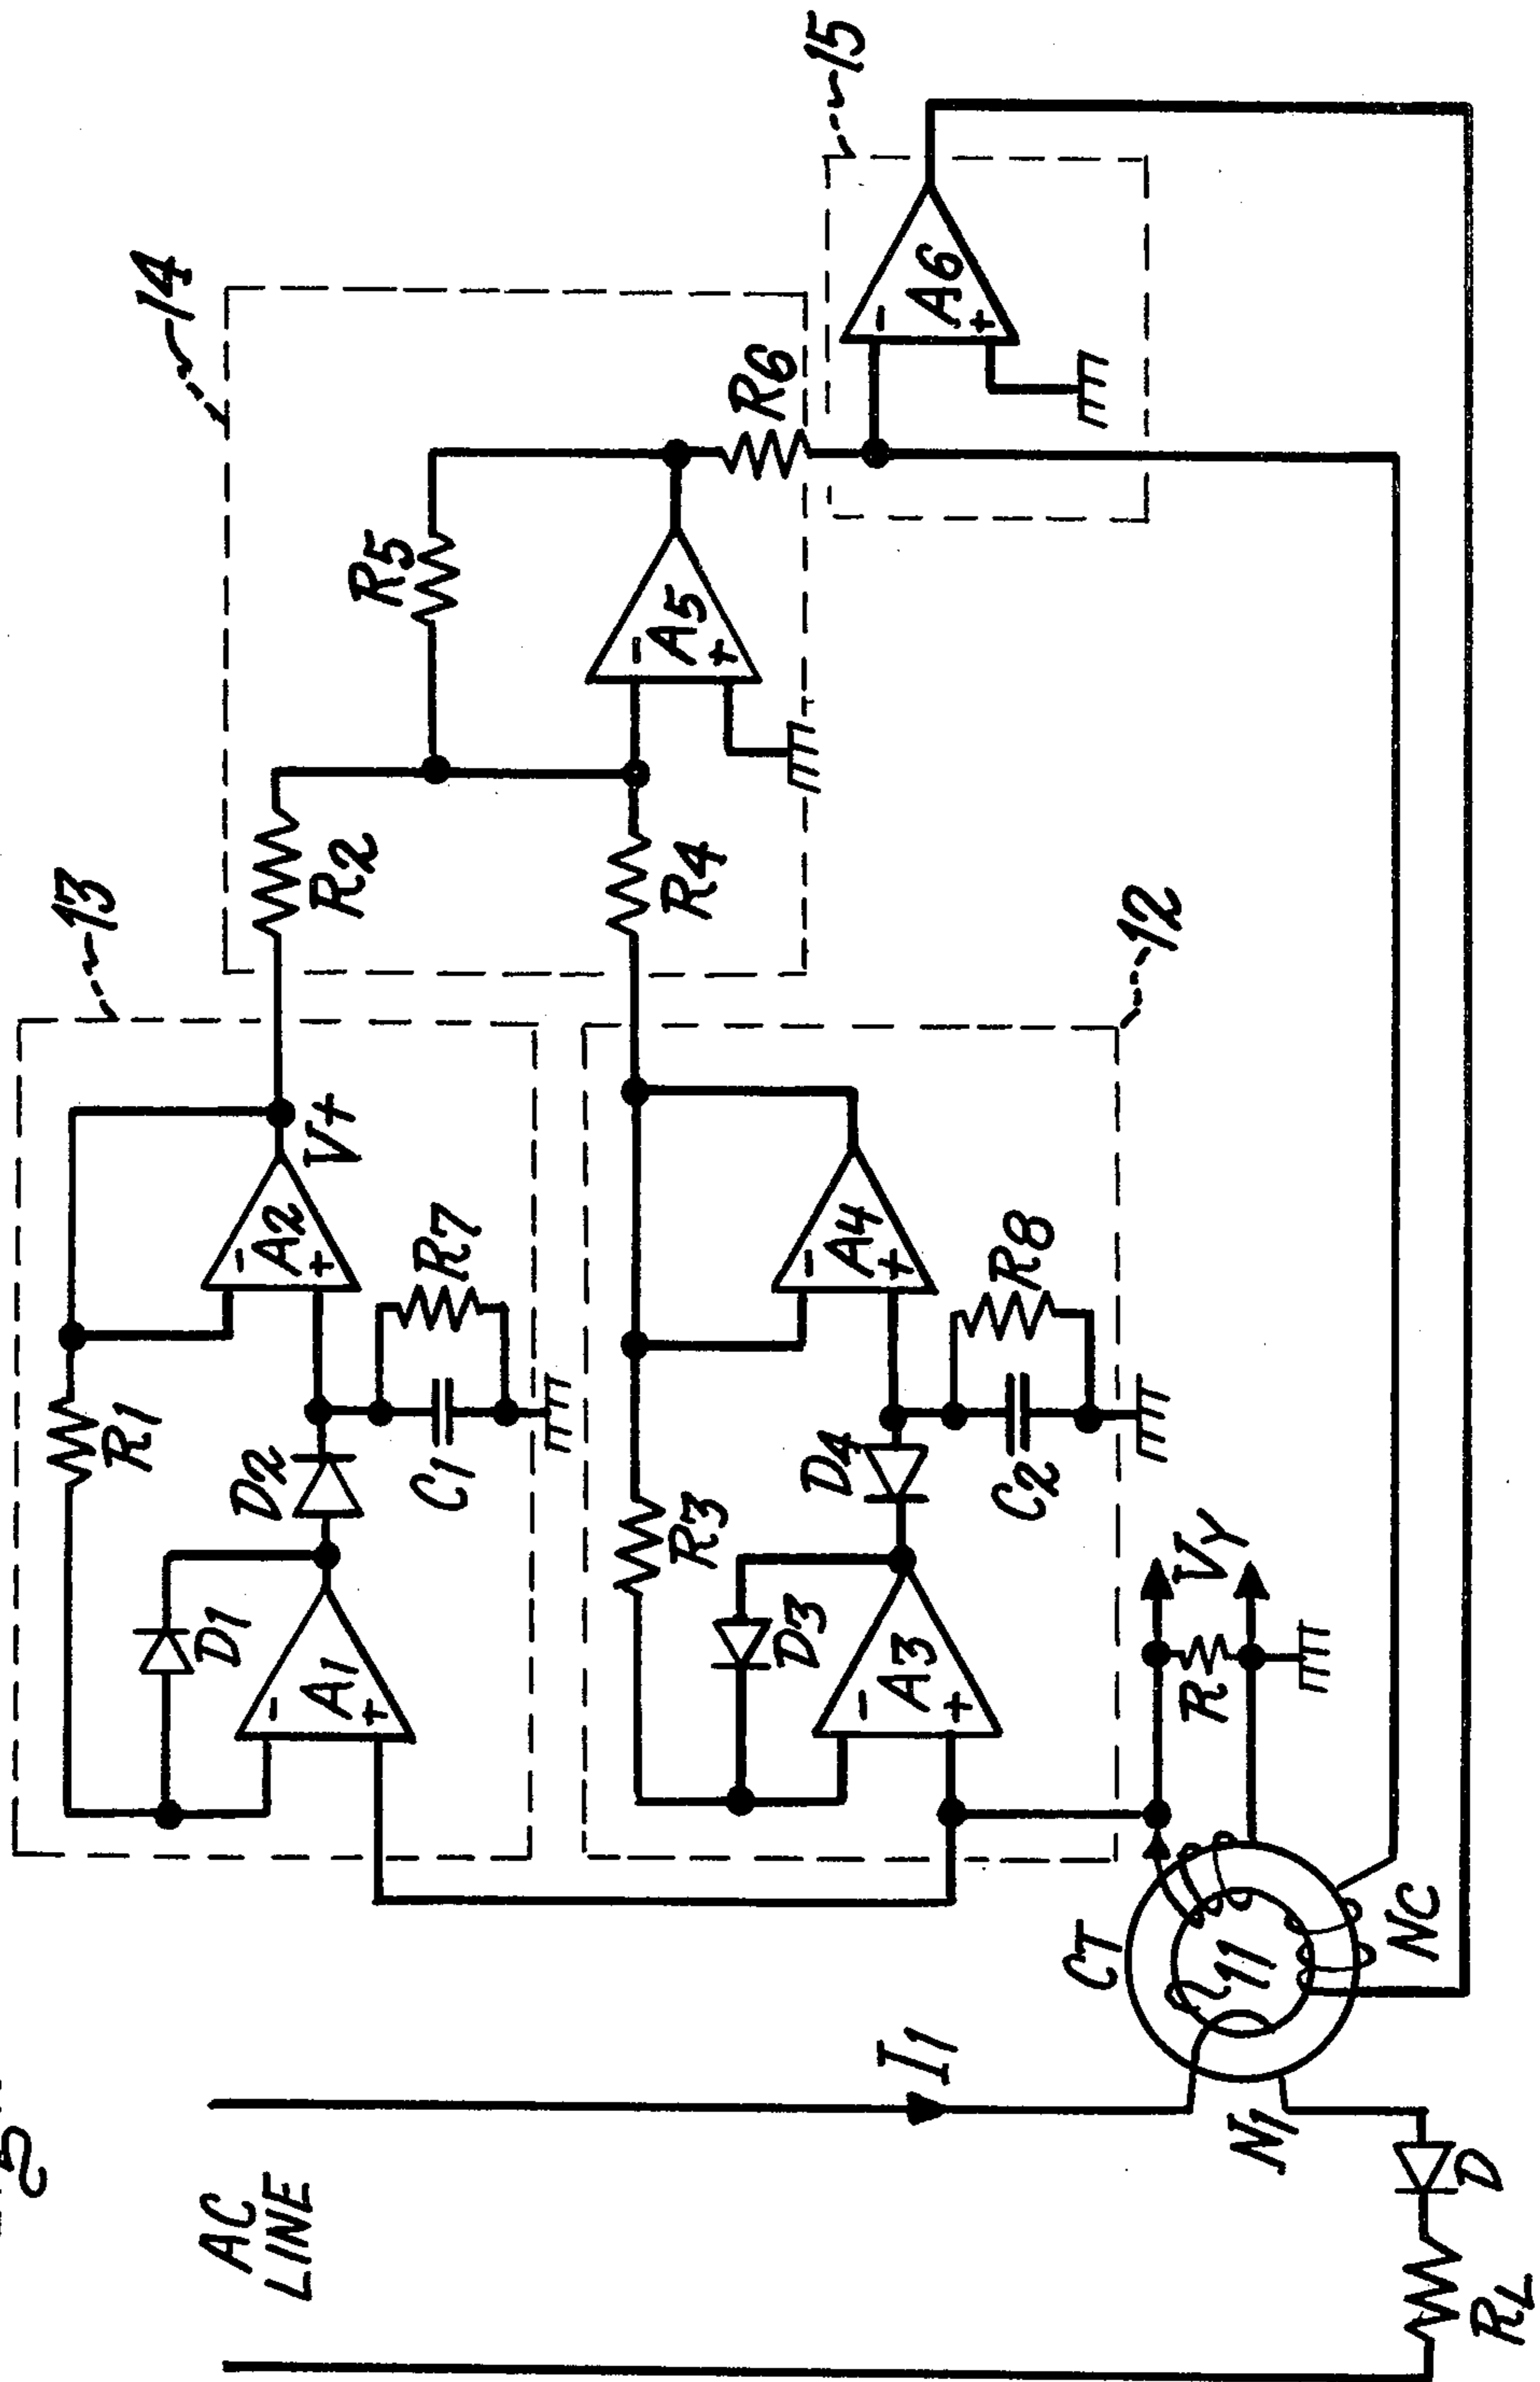 13
R1
D1
- A1 +
D2
- A2 +
V+
C1
R7
14
R2
R5
R4
- A5 +
R6
15
- A6 +
12
R3
D3
- A3 +
D4
- A4 +
C2
R8
VY
R
CT
11
NC
N1
I1
AC
LINE
D
RL